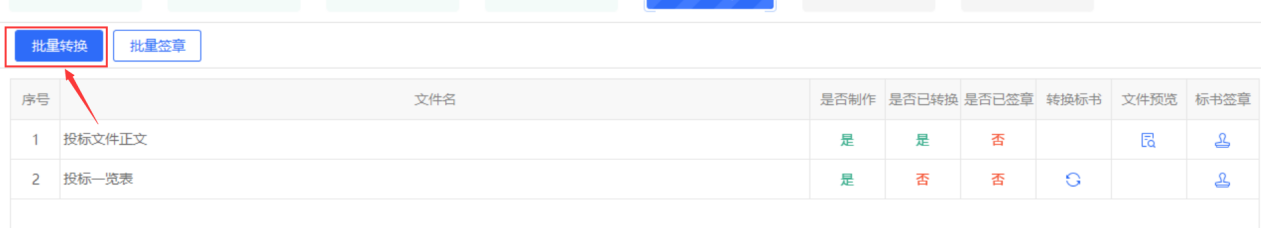 批量转换 批量签章
序号 文件名 是否制作 是否已转换 是否已签章 转换标书 文件预览 标书签章
1 投标文件正文 是 是 否
2 投标一览表 是 否 否